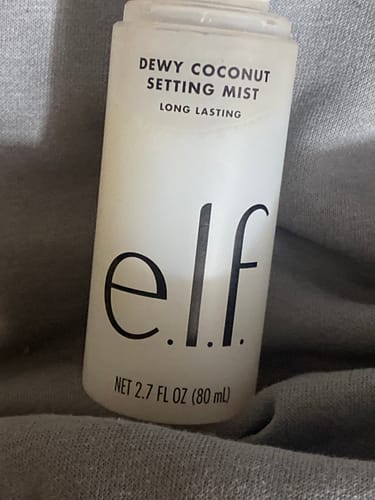 DEWY COCONUT
SETTING MIST
LONG LASTING
e.l.f.
NET 2.7 FL OZ (80 mL)